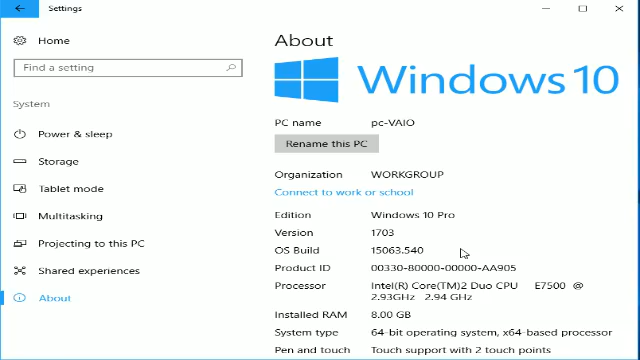 Settings
Home
Find a setting
System
Power & sleep
Storage
Tablet mode
Multitasking
Projecting to this PC
Shared experiences
About
About
Windows 10
PC name pc-VAIO
Rename this PC
Organization WORKGROUP
Connect to work or school
Edition Windows 10 Pro
Version 1703
OS Build 15063.540
Product ID 00330-80000-00000-AA905
Processor Intel(R) Core(TM)2 Duo CPU E7500 @
2.93GHz 2.94 GHz
Installed RAM 8.00 GB
System type 64-bit operating system, x64-based processor
Pen and touch Touch support with 2 touch points